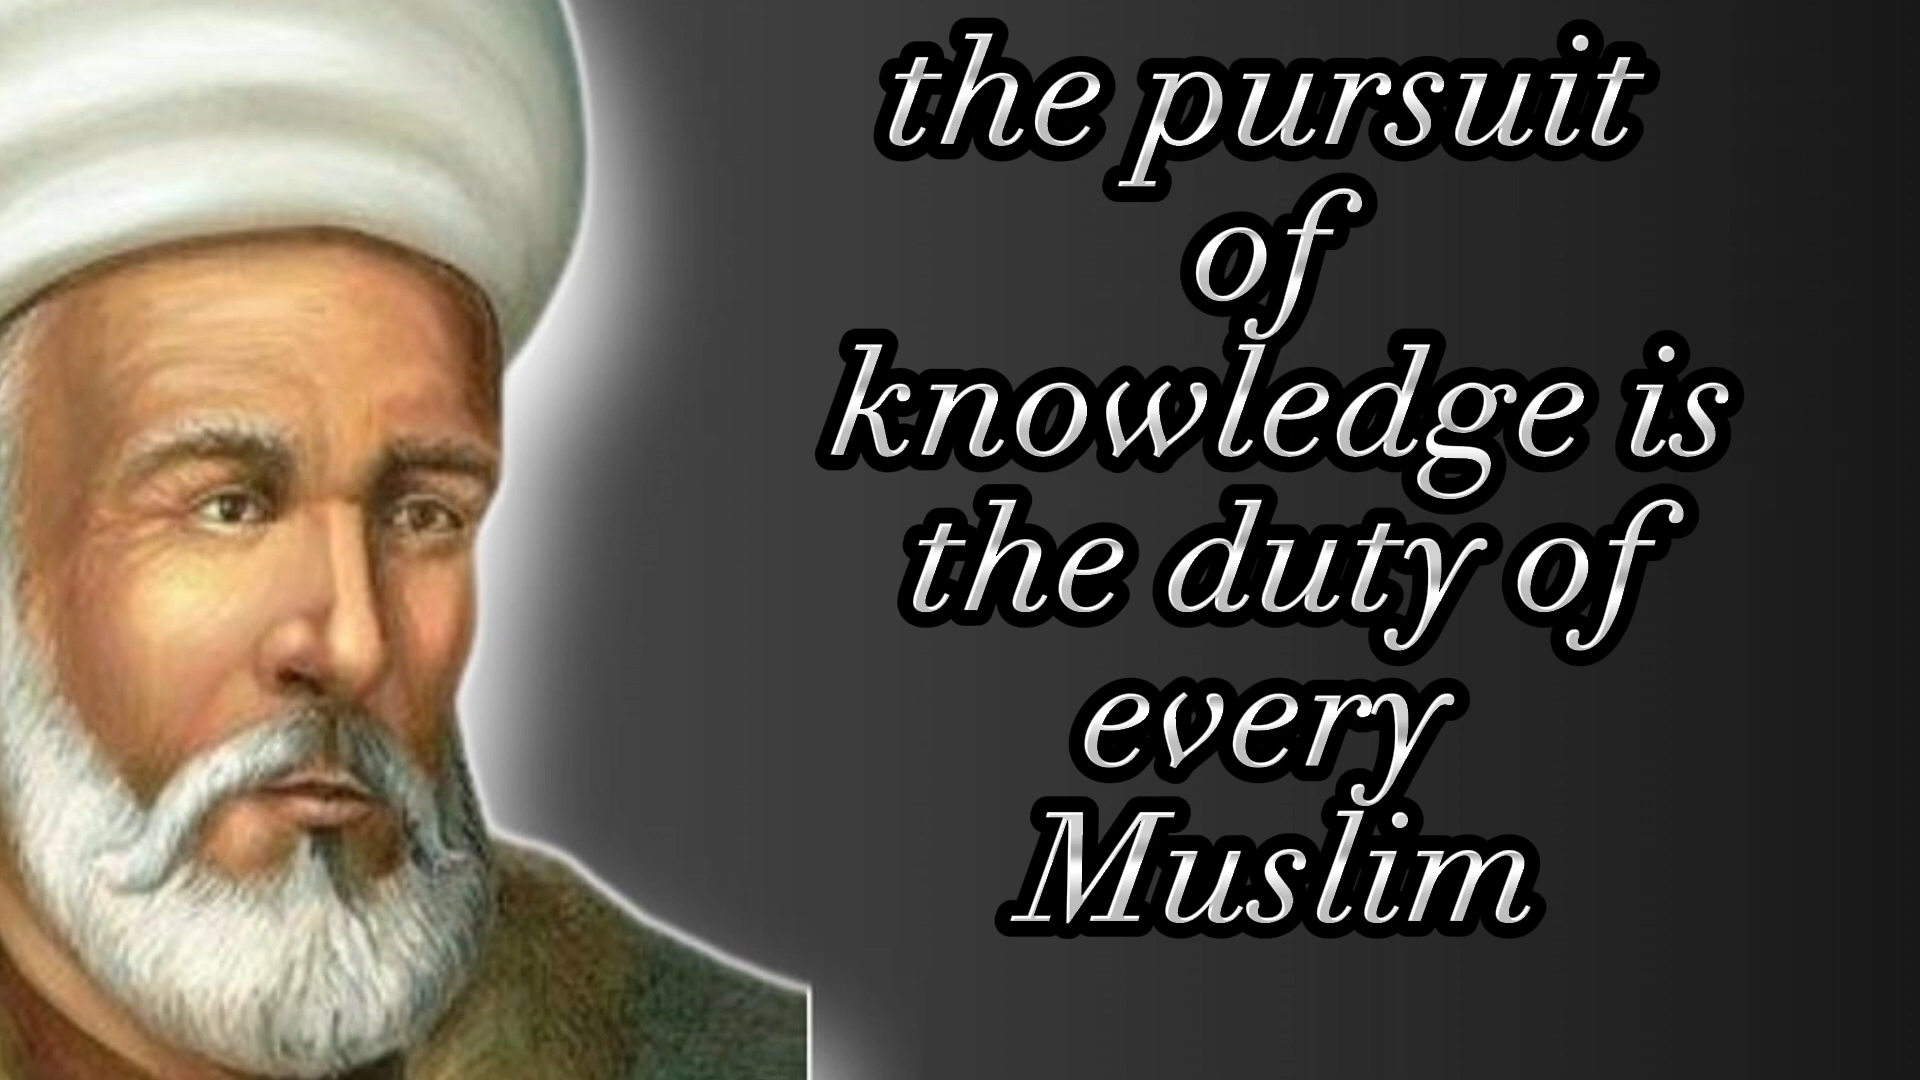 the pursuit
of
knowledge is
the duty of
every
Muslim